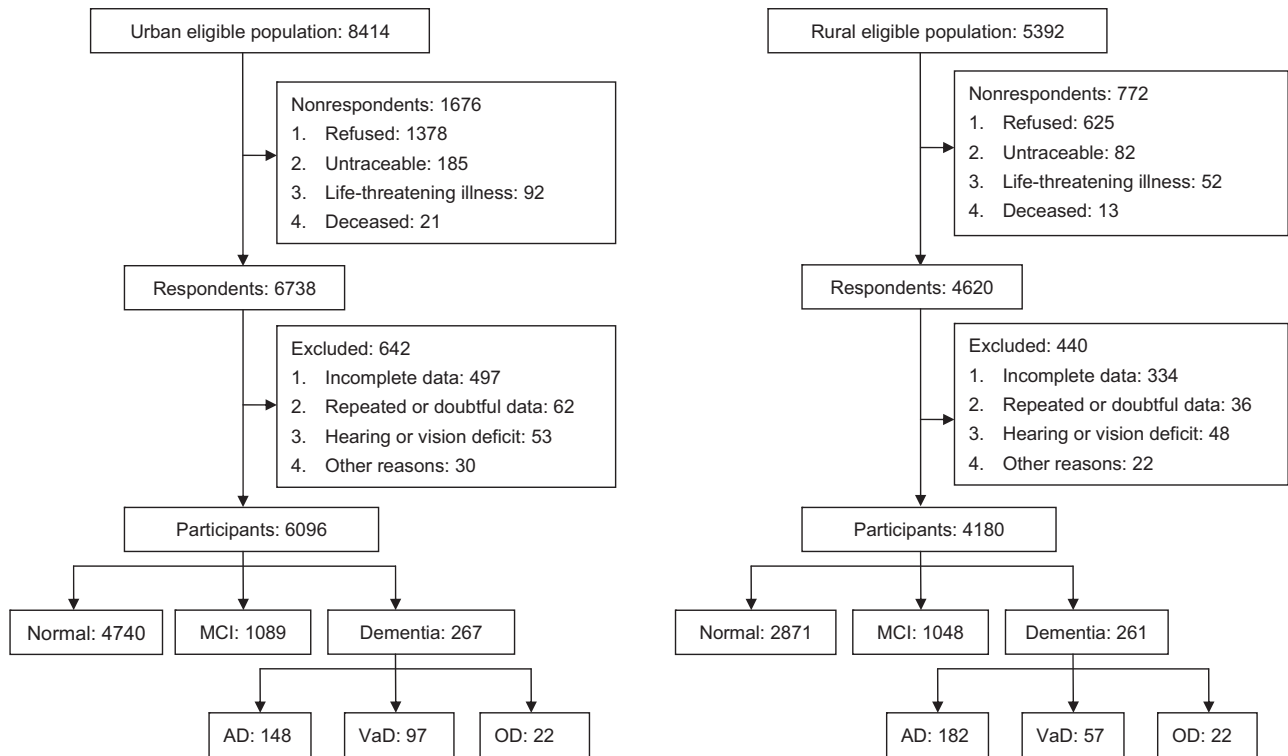 Urban eligible population: 8414
Nonrespondents: 1676
1. Refused: 1378
2. Untraceable: 185
3. Life-threatening illness: 92
4. Deceased: 21
Respondents: 6738
Excluded: 642
1. Incomplete data: 497
2. Repeated or doubtful data: 62
3. Hearing or vision deficit: 53
4. Other reasons: 30
Participants: 6096
Normal: 4740
MCI: 1089
Dementia: 267
AD: 148
VaD: 97
OD: 22
Rural eligible population: 5392
Nonrespondents: 772
1. Refused: 625
2. Untraceable: 82
3. Life-threatening illness: 52
4. Deceased: 13
Respondents: 4620
Excluded: 440
1. Incomplete data: 334
2. Repeated or doubtful data: 36
3. Hearing or vision deficit: 48
4. Other reasons: 22
Participants: 4180
Normal: 2871
MCI: 1048
Dementia: 261
AD: 182
VaD: 57
OD: 22